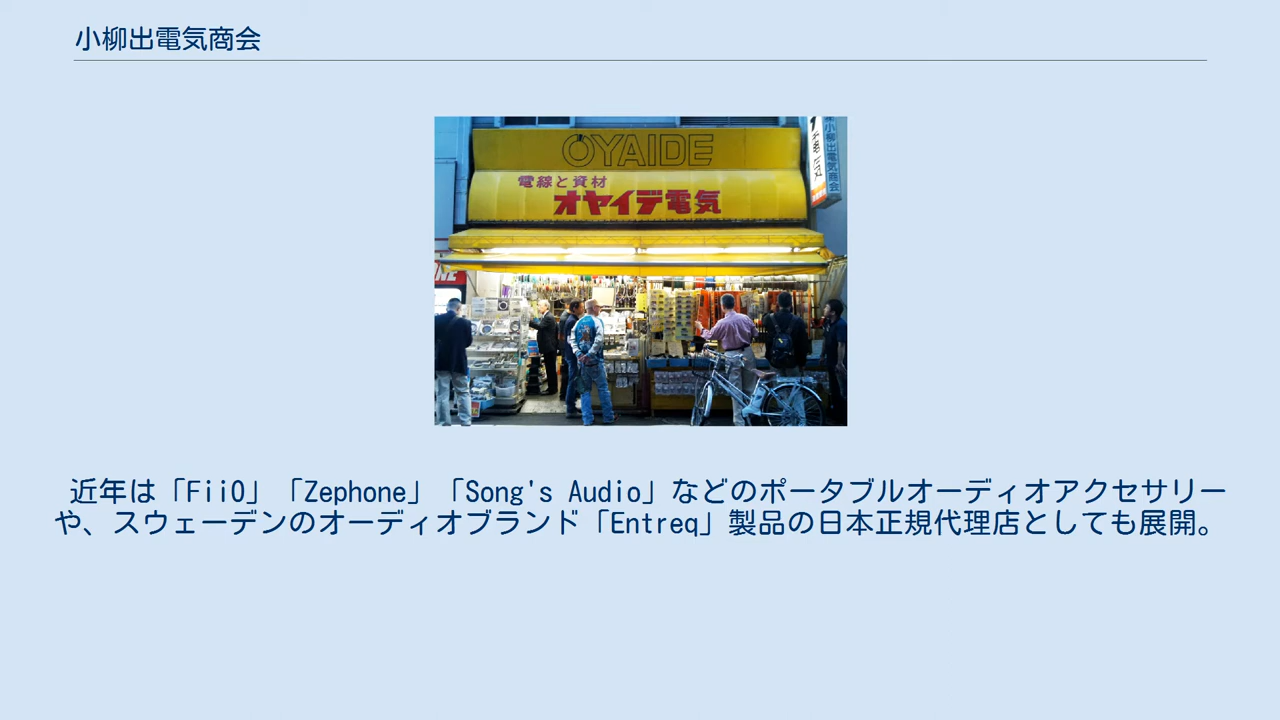 小柳出電気商会
OYAIDE
電線と資材
オヤイデ電気
小柳出電気商会
近年は「FiiO」「Zephone」「Song's Audio」などのポータブルオーディオアクセサリー
や、スウェーデンのオーディオブランド「Entreq」製品の日本正規代理店としても展開。